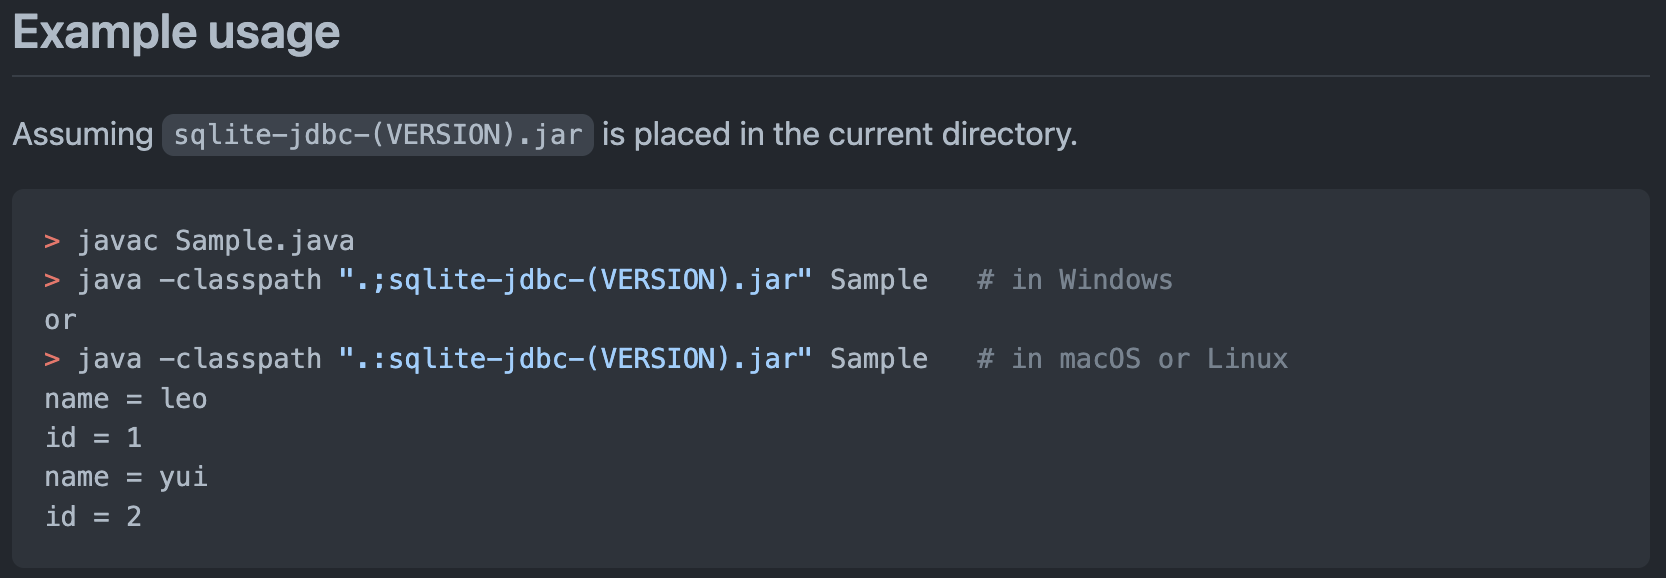 Example usage
Assuming sqlite-jdbc-(VERSION).jar is placed in the current directory.
> javac Sample.java
> java -classpath ".;sqlite-jdbc-(VERSION).jar" Sample   # in Windows
or
> java -classpath ".:sqlite-jdbc-(VERSION).jar" Sample   # in macOS or Linux
name = leo
id = 1
name = yui
id = 2